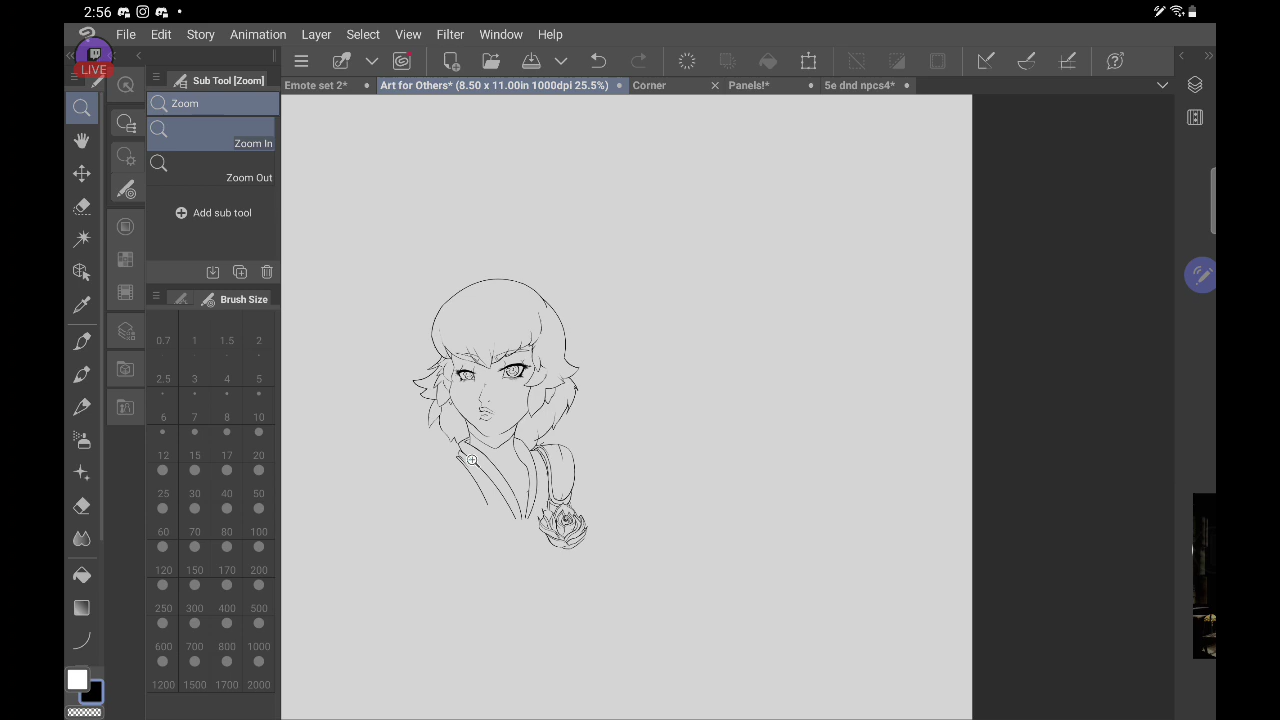 2:56
File Edit Story Animation Layer Select View Filter Window Help
LIVE
Sub Tool [Zoom]
Emote set 2* Art for Others* (8.50 x 11.00in 1000dpi 25.5%) Corner Panels!* 5e dnd npcs4*
Zoom
Zoom In
Zoom Out
Add sub tool
Brush Size
0.7 1 1.5 2
2.5 3 4 5
6 7 8 10
12 15 17 20
25 30 40 50
60 70 80 100
120 150 170 200
250 300 400 500
600 700 800 1000
1200 1500 1700 2000